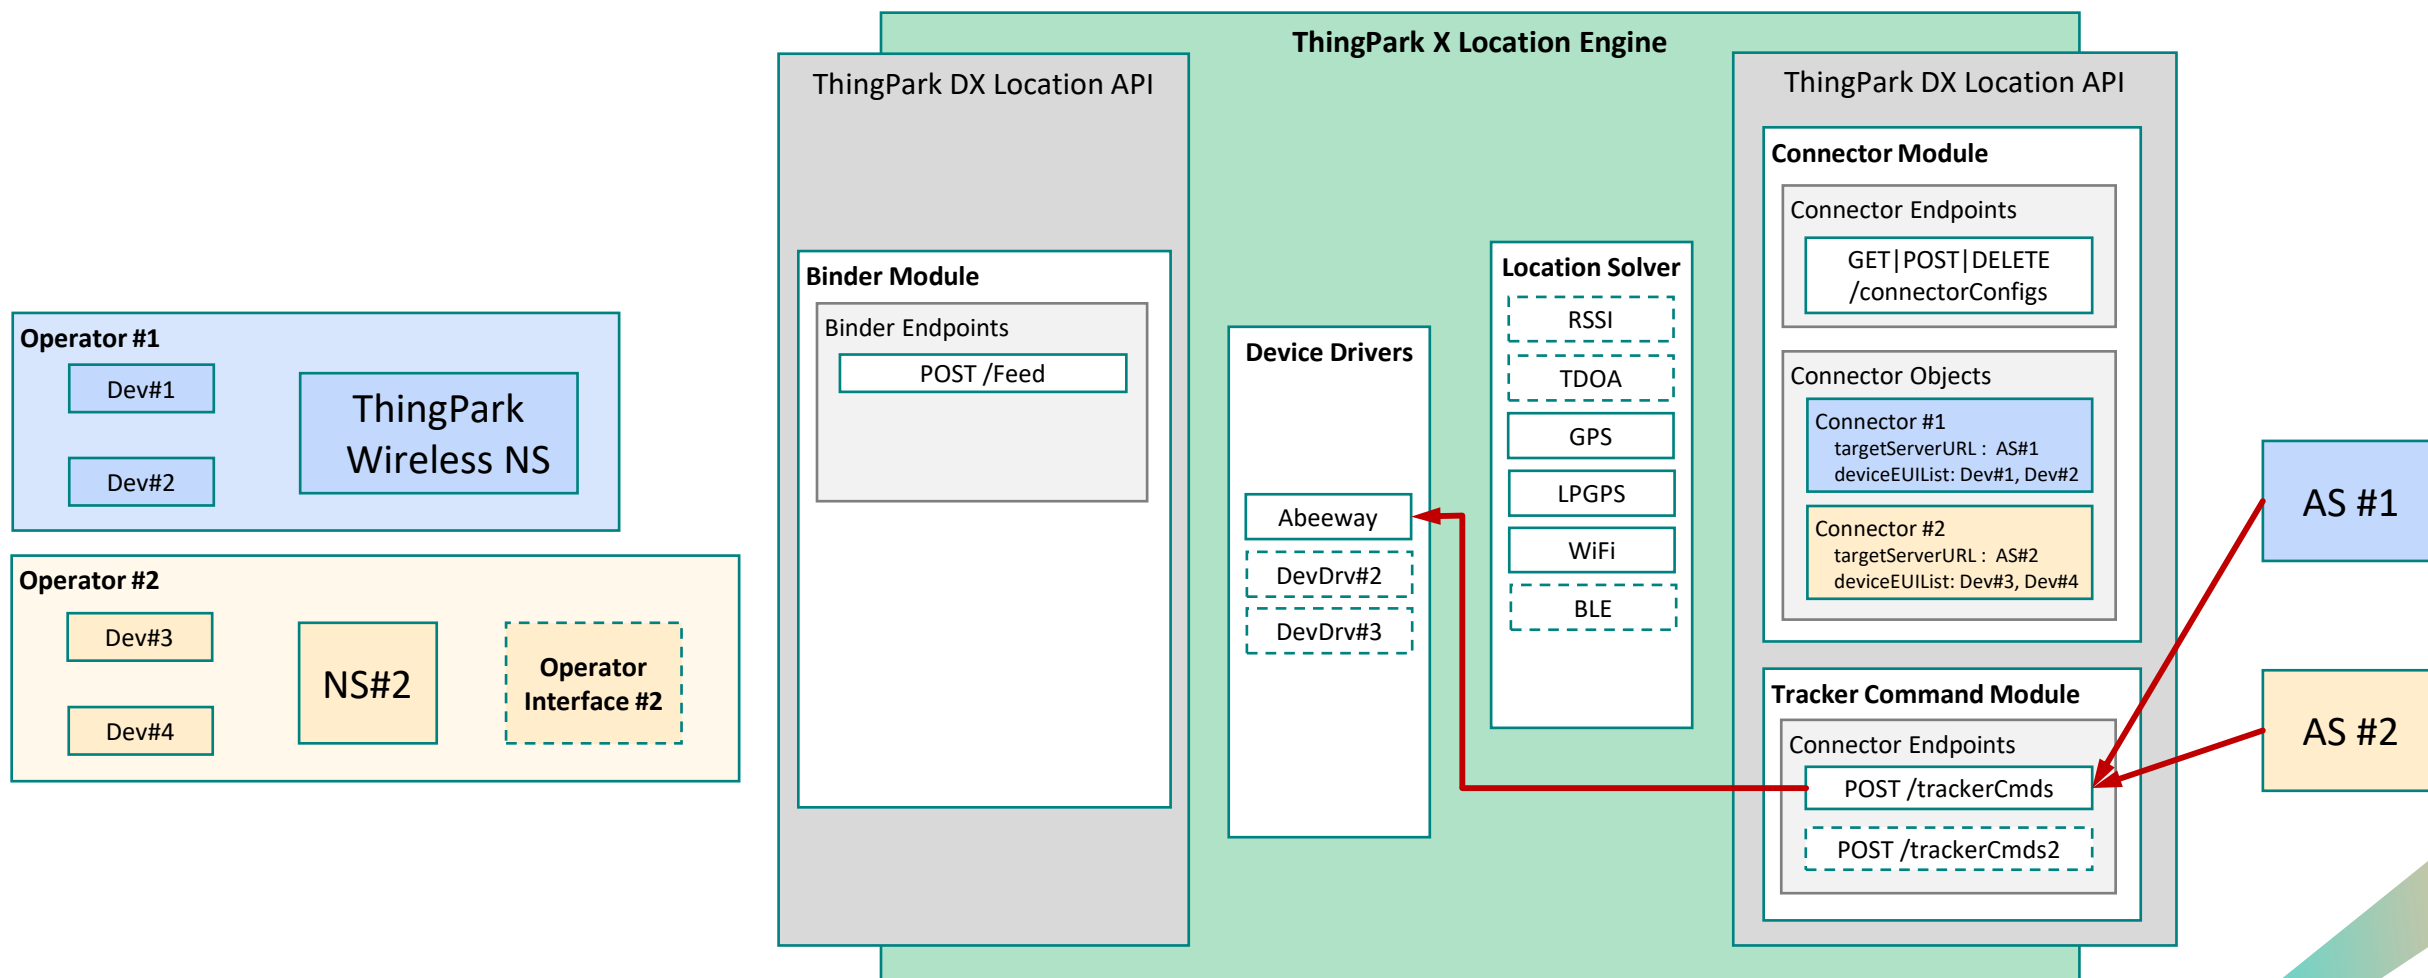 ThingPark X Location Engine
Operator #1
Dev#1
Dev#2
ThingPark
Wireless NS
Operator #2
Dev#3
Dev#4
NS#2
Operator
Interface #2
ThingPark DX Location API
Binder Module
Binder Endpoints
POST /Feed
Device Drivers
Abeeway
DevDrv#2
DevDrv#3
Location Solver
RSSI
TDOA
GPS
LPGPS
WiFi
BLE
ThingPark DX Location API
Connector Module
Connector Endpoints
GET|POST|DELETE
/connectorConfigs
Connector Objects
Connector #1
targetServerURL : AS#1
deviceEUIList: Dev#1, Dev#2
Connector #2
targetServerURL : AS#2
deviceEUIList: Dev#3, Dev#4
Tracker Command Module
Connector Endpoints
POST /trackerCmds
POST /trackerCmds2
AS #1
AS #2